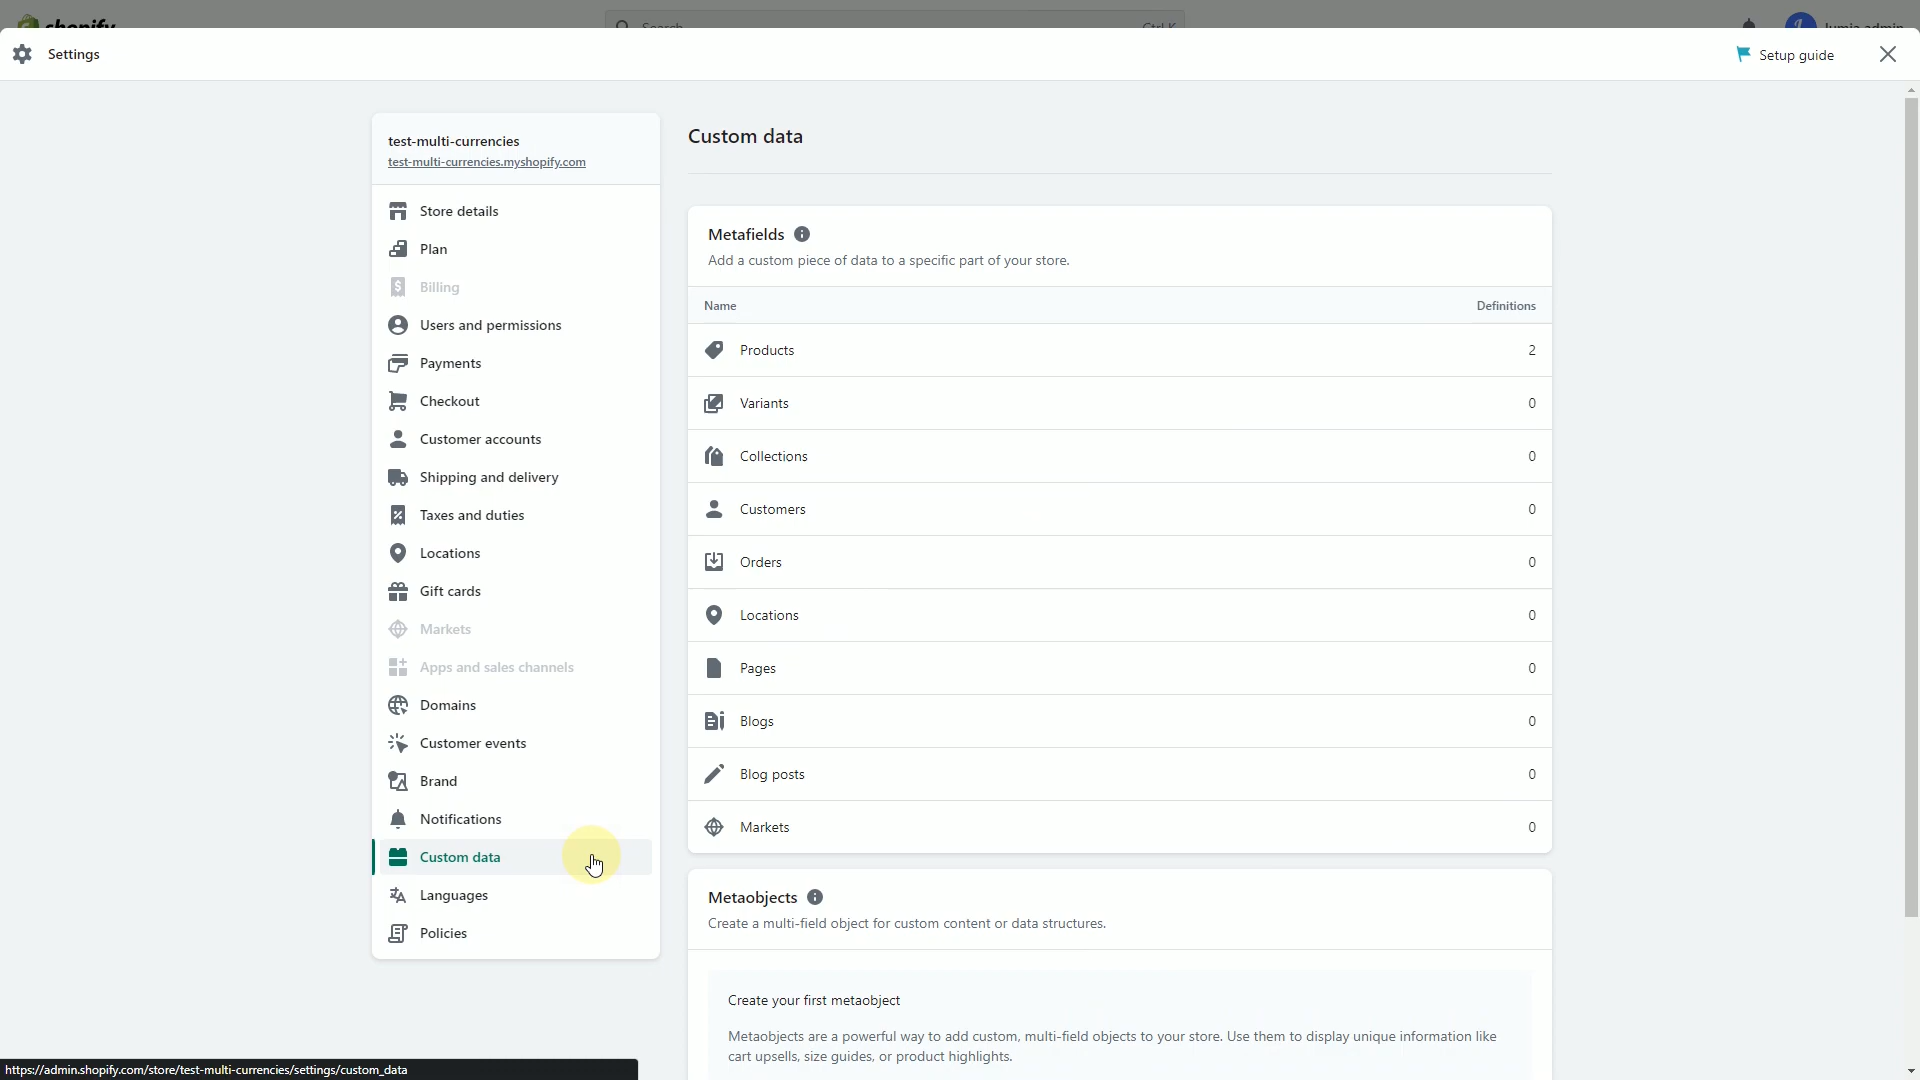 shopify
Search
Ctrl K
lumia admin
Settings
Setup guide
test-multi-currencies
test-multi-currencies.myshopify.com
Store details
Plan
Billing
Users and permissions
Payments
Checkout
Customer accounts
Shipping and delivery
Taxes and duties
Locations
Gift cards
Markets
Apps and sales channels
Domains
Customer events
Brand
Notifications
Custom data
Languages
Policies
Custom data
Metafields
Add a custom piece of data to a specific part of your store.
Name Definitions
Products 2
Variants 0
Collections 0
Customers 0
Orders 0
Locations 0
Pages 0
Blogs 0
Blog posts 0
Markets 0
Metaobjects
Create a multi-field object for custom content or data structures.
Create your first metaobject
Metaobjects are a powerful way to add custom, multi-field objects to your store. Use them to display unique information like
cart upsells, size guides, or product highlights.
https://admin.shopify.com/store/test-multi-currencies/settings/custom_data